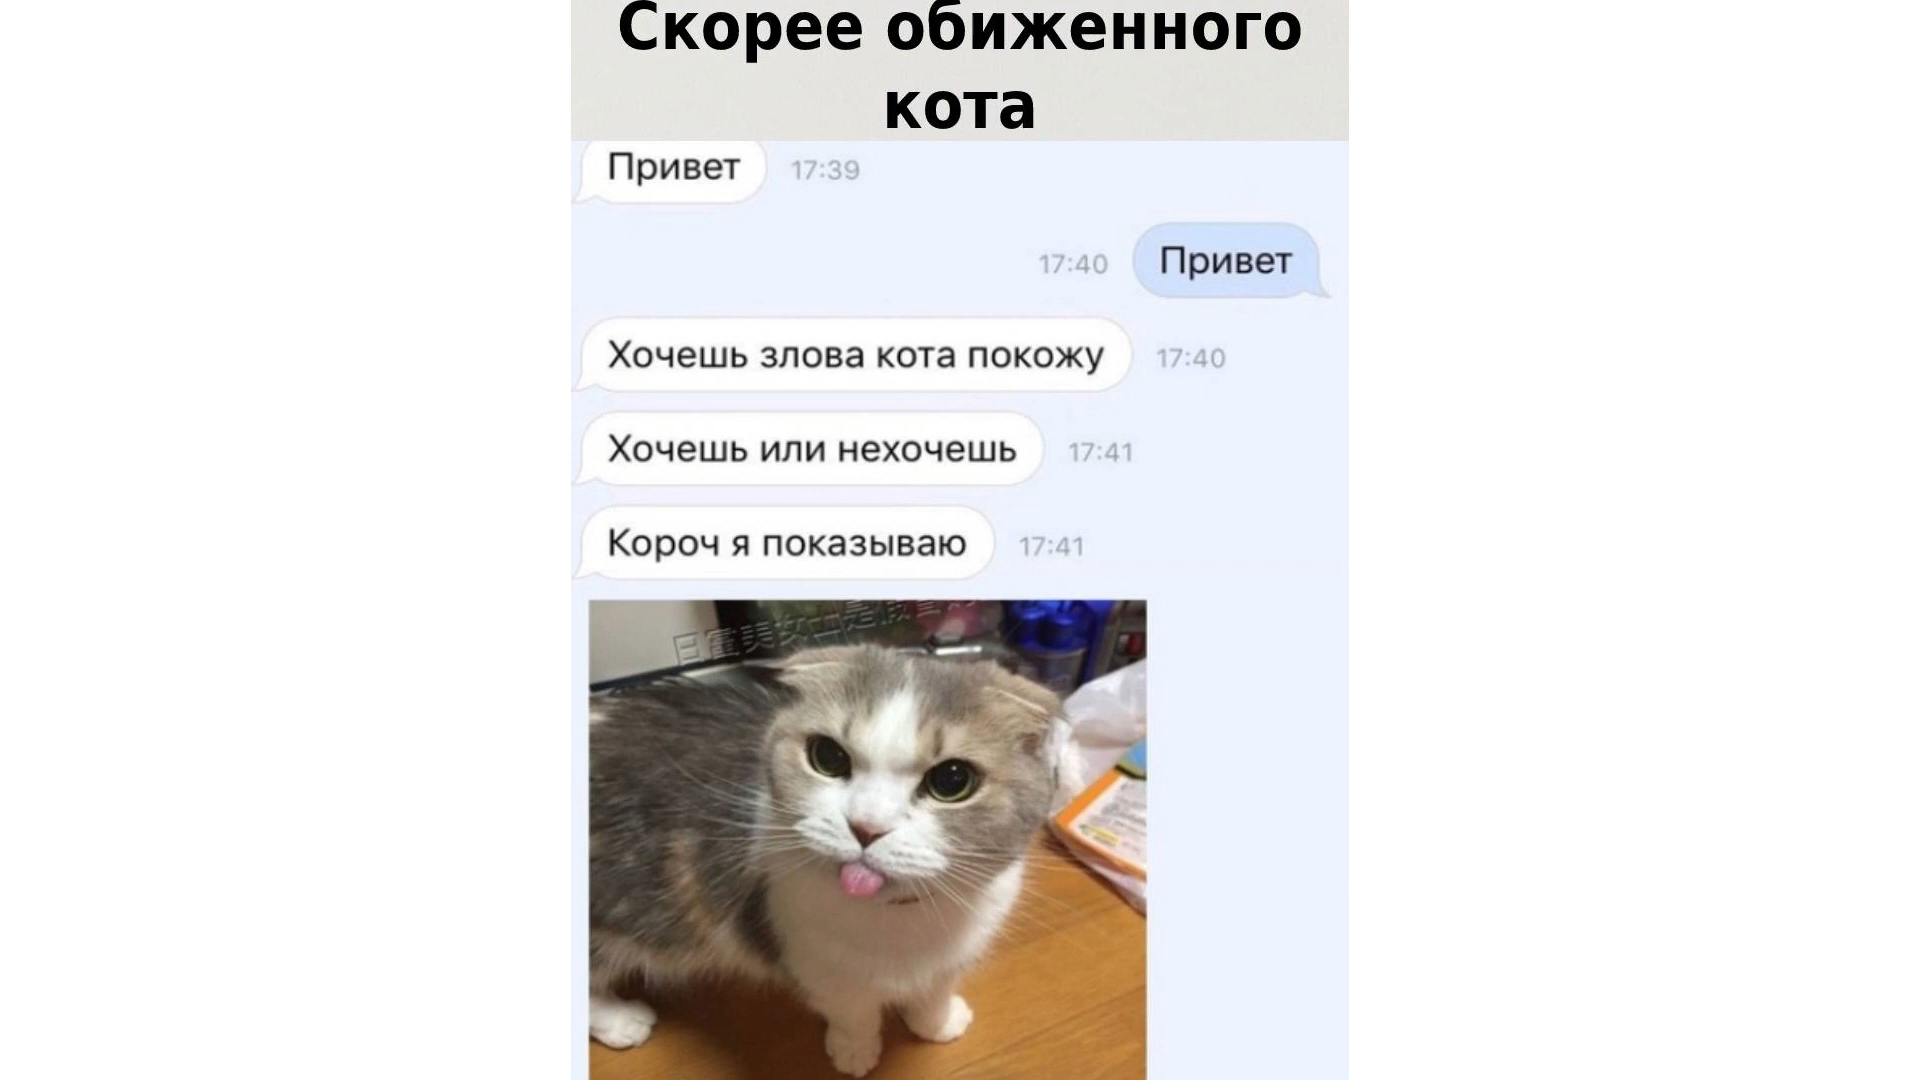 Скорее обиженного
кота
Привет 17:39
17:40 Привет
Хочешь злова кота покожу 17:40
Хочешь или нехочешь 17:41
Короч я показываю 17:41